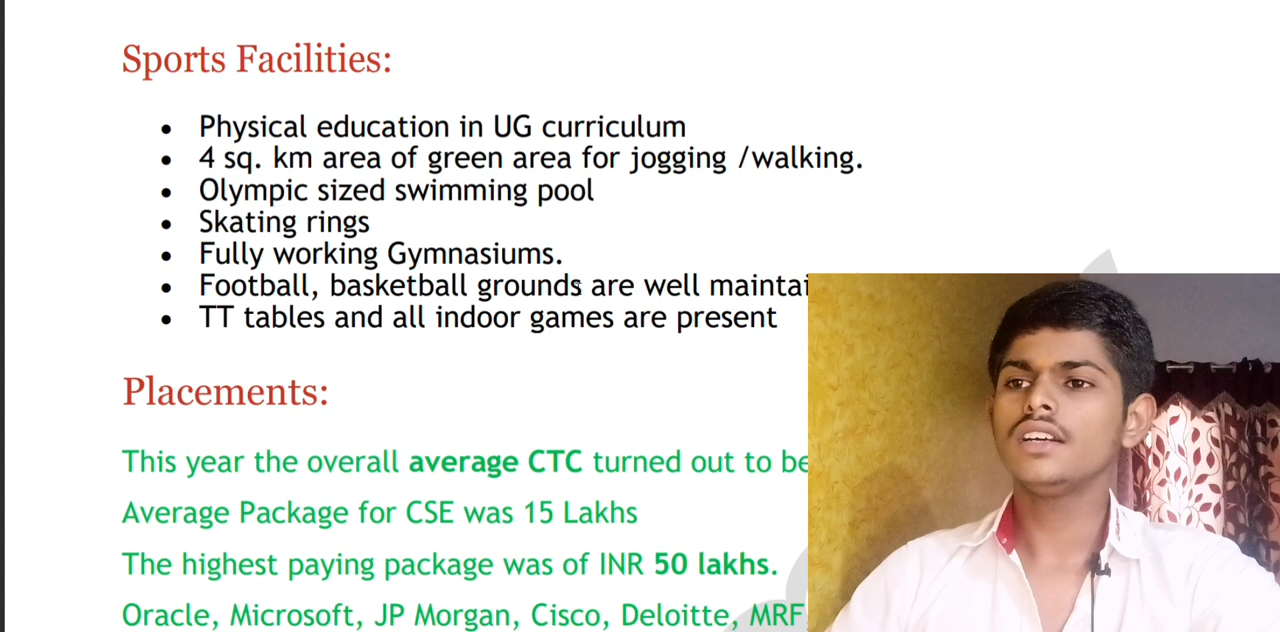 Sports Facilities:
• Physical education in UG curriculum
• 4 sq. km area of green area for jogging /walking.
• Olympic sized swimming pool
• Skating rings
• Fully working Gymnasiums.
• Football, basketball grounds are well maintai
• TT tables and all indoor games are present
Placements:
This year the overall average CTC turned out to be
Average Package for CSE was 15 Lakhs
The highest paying package was of INR 50 lakhs.
Oracle, Microsoft, JP Morgan, Cisco, Deloitte, MRF